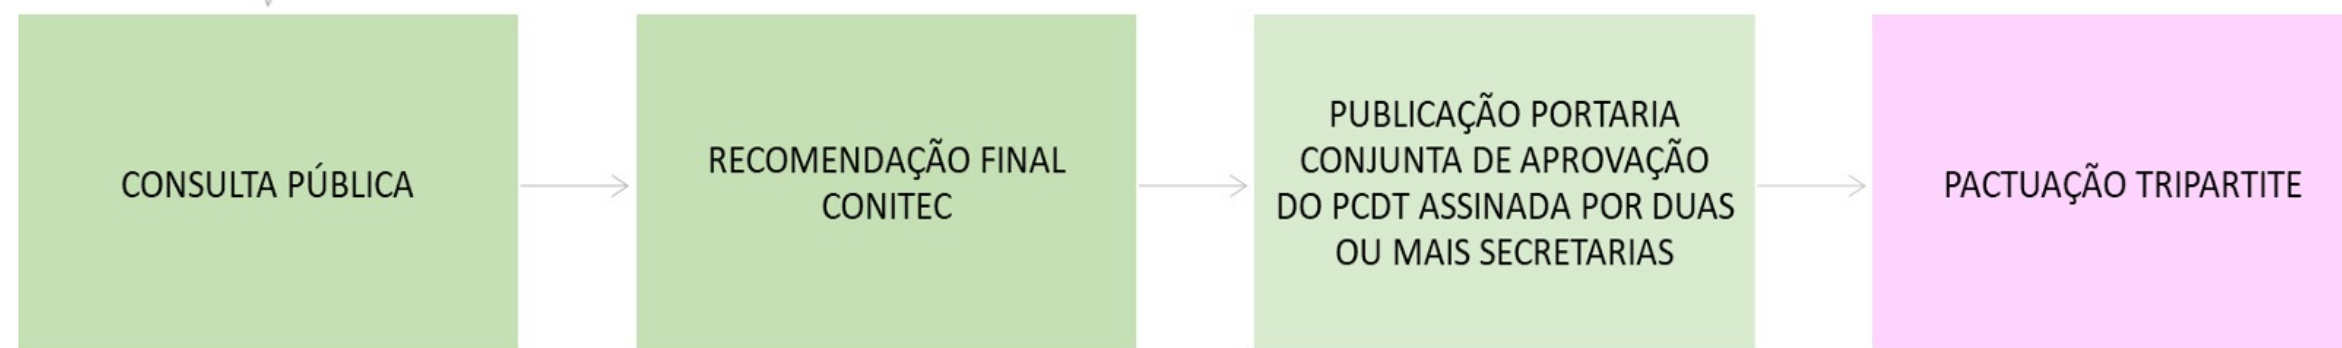 CONSULTA PÚBLICA
RECOMENDAÇÃO FINAL
CONITEC
PUBLICAÇÃO PORTARIA
CONJUNTA DE APROVAÇÃO
DO PCDT ASSINADA POR DUAS
OU MAIS SECRETARIAS
PACTUAÇÃO TRIPARTITE